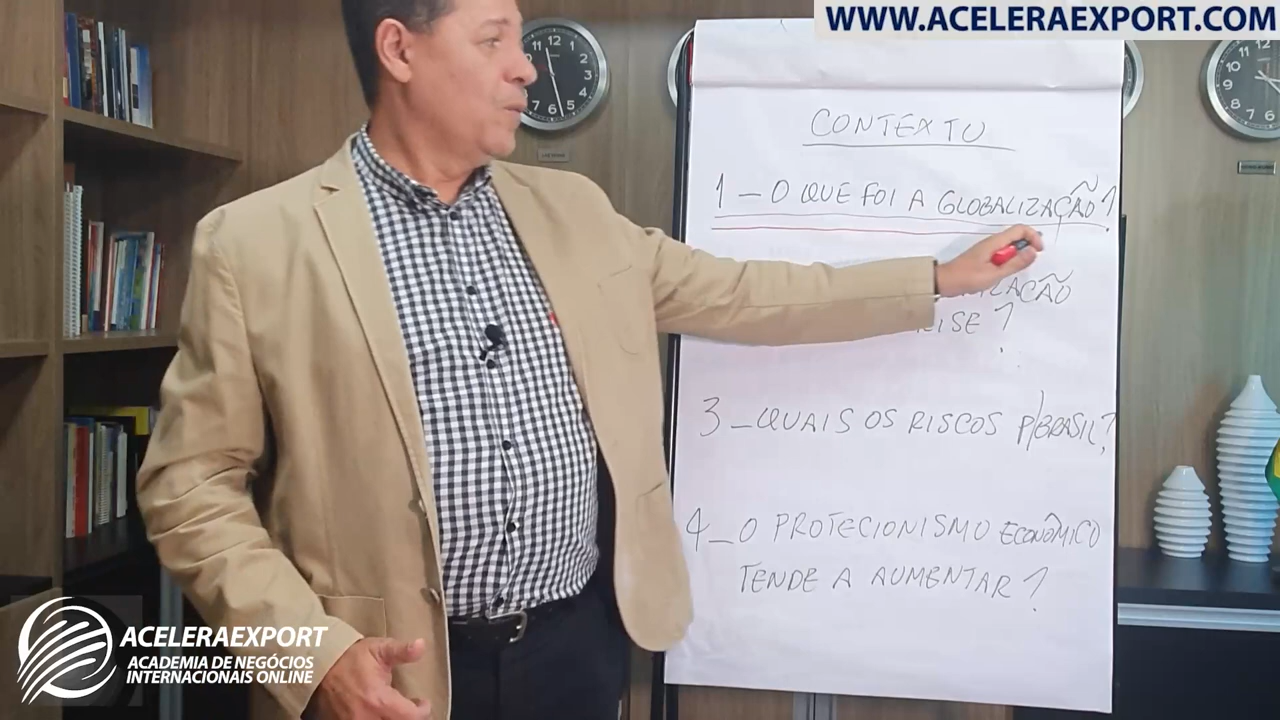 WWW.ACELERAEXPORT.COM
CONTEXTO
1 - O QUE FOI A GLOBALIZAÇÃO?
3 - QUAIS OS RISCOS P/BRASIL?
4 - O PROTECIONISMO ECONÔMICO
TENDE A AUMENTAR?
ACELERAEXPORT
ACADEMIA DE NEGÓCIOS
INTERNACIONAIS ONLINE